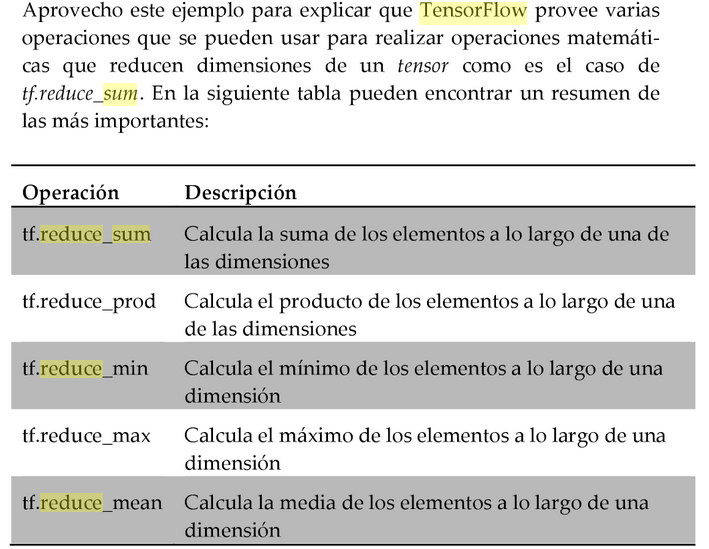 Aprovecho este ejemplo para explicar que TensorFlow provee varias
operaciones que se pueden usar para realizar operaciones matemáti-
cas que reducen dimensiones de un tensor como es el caso de
tf.reduce_sum. En la siguiente tabla pueden encontrar un resumen de
las más importantes:
Operación Descripción
tf.reduce_sum Calcula la suma de los elementos a lo largo de una de
las dimensiones
tf.reduce_prod Calcula el producto de los elementos a lo largo de una
de las dimensiones
tf.reduce_min Calcula el mínimo de los elementos a lo largo de una
dimensión
tf.reduce_max Calcula el máximo de los elementos a lo largo de una
dimensión
tf.reduce_mean Calcula la media de los elementos a lo largo de una
dimensión